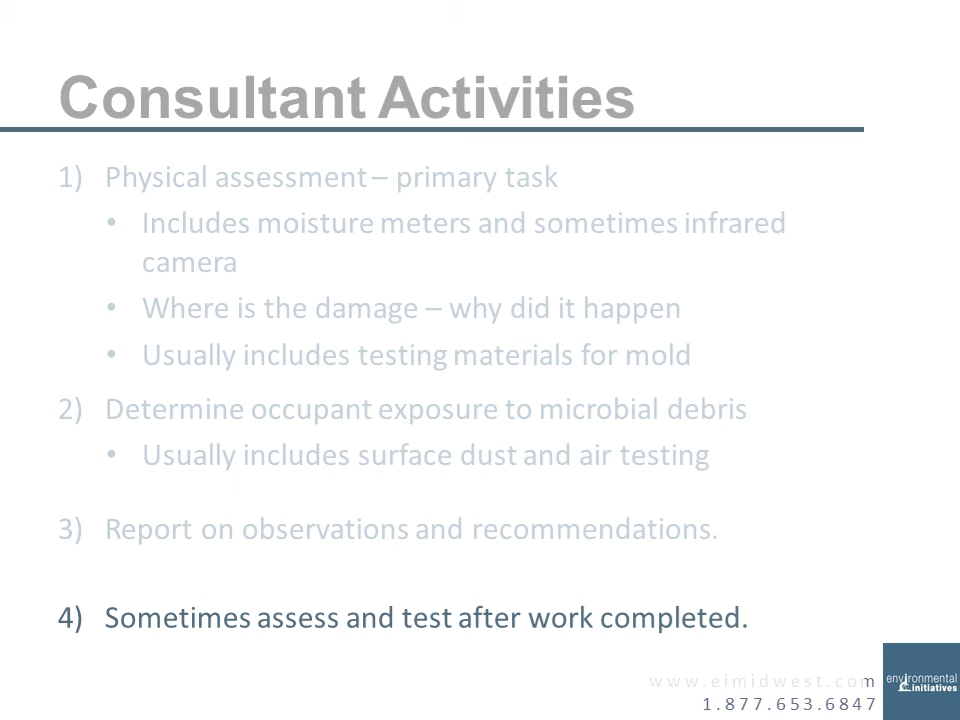 Consultant Activities
1) Physical assessment – primary task
• Includes moisture meters and sometimes infrared
camera
• Where is the damage – why did it happen
• Usually includes testing materials for mold
2) Determine occupant exposure to microbial debris
• Usually includes surface dust and air testing
3) Report on observations and recommendations.
4) Sometimes assess and test after work completed.
www.eimidwest.com
1.877.653.6847
environmental
initiatives